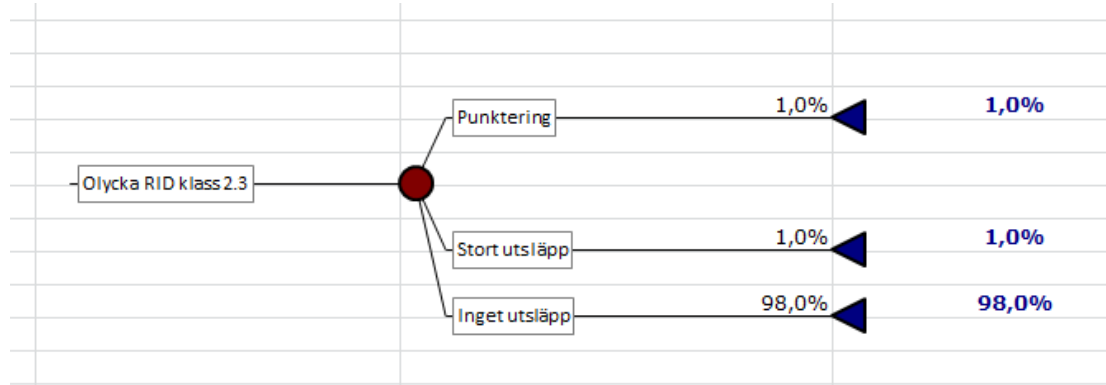 Punktering 1,0% 1,0%
Olycka RID klass 2.3
Stort utsläpp 1,0% 1,0%
Inget utsläpp 98,0% 98,0%